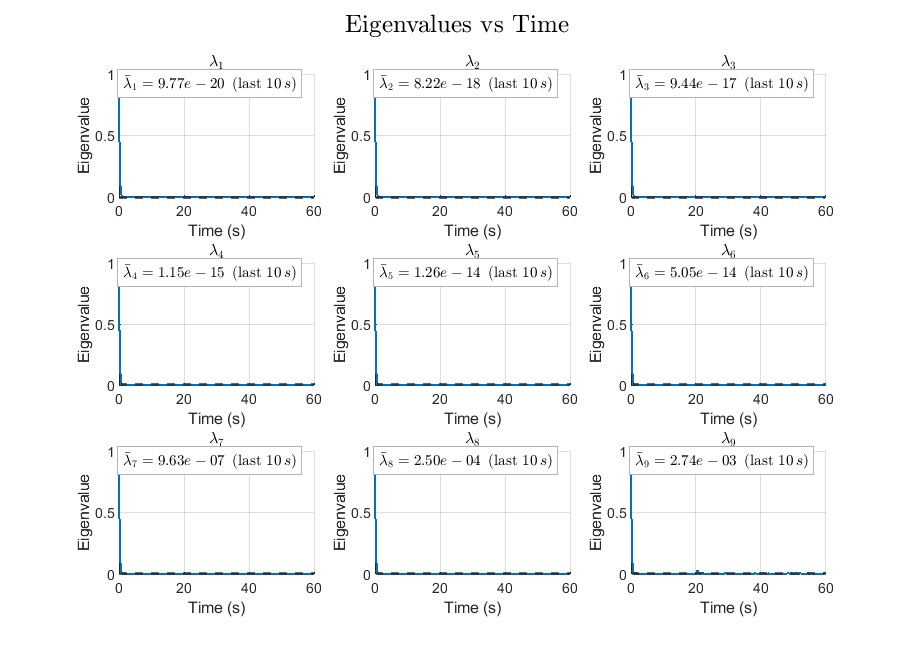 Eigenvalues vs Time
λ₁ λ₂ λ₃
1 λ̄₁ = 9.77e − 20 (last 10 s) 1 λ̄₂ = 8.22e − 18 (last 10 s) 1 λ̄₃ = 9.44e − 17 (last 10 s)
Eigenvalue Eigenvalue Eigenvalue
0.5 0.5 0.5
0 0 0
0 20 40 60 0 20 40 60 0 20 40 60
Time (s) Time (s) Time (s)
λ₄ λ₅ λ₆
1 λ̄₄ = 1.15e − 15 (last 10 s) 1 λ̄₅ = 1.26e − 14 (last 10 s) 1 λ̄₆ = 5.05e − 14 (last 10 s)
Eigenvalue Eigenvalue Eigenvalue
0.5 0.5 0.5
0 0 0
0 20 40 60 0 20 40 60 0 20 40 60
Time (s) Time (s) Time (s)
λ₇ λ₈ λ₉
1 λ̄₇ = 9.63e − 07 (last 10 s) 1 λ̄₈ = 2.50e − 04 (last 10 s) 1 λ̄₉ = 2.74e − 03 (last 10 s)
Eigenvalue Eigenvalue Eigenvalue
0.5 0.5 0.5
0 0 0
0 20 40 60 0 20 40 60 0 20 40 60
Time (s) Time (s) Time (s)